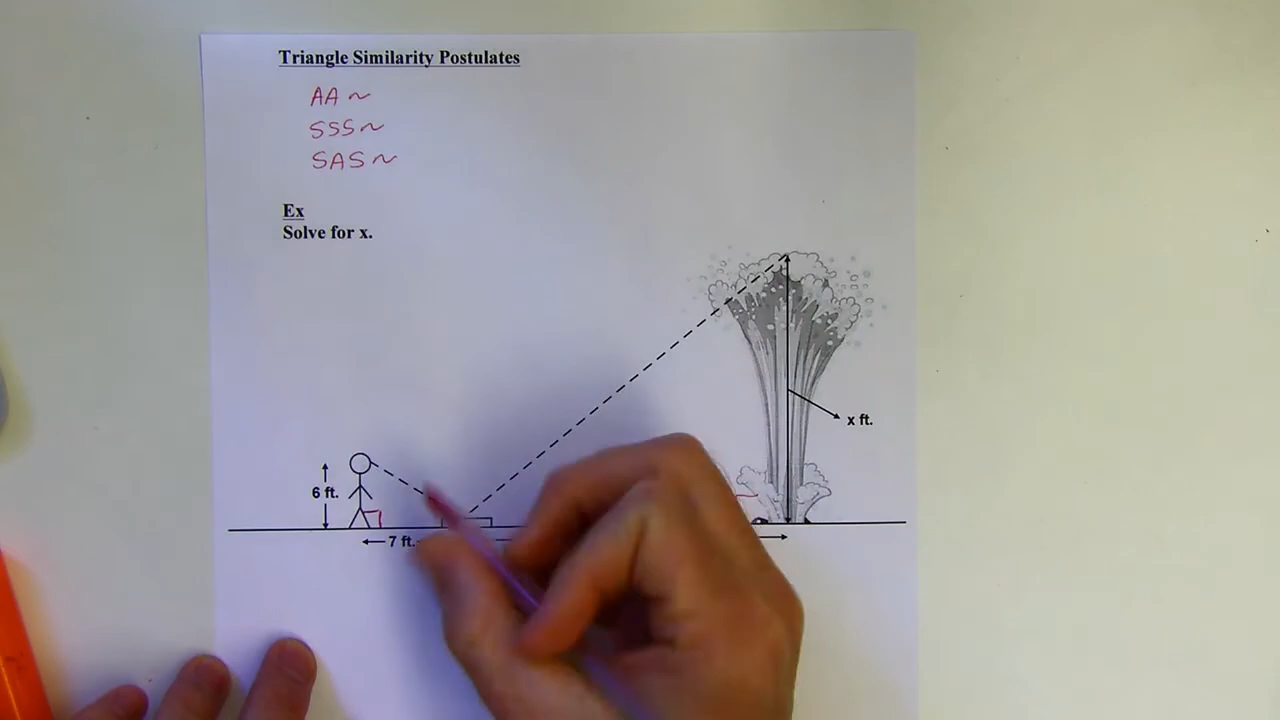 Triangle Similarity Postulates
AA ~
SSS ~
SAS ~
Ex
Solve for x.
x ft.
6 ft.
7 ft.